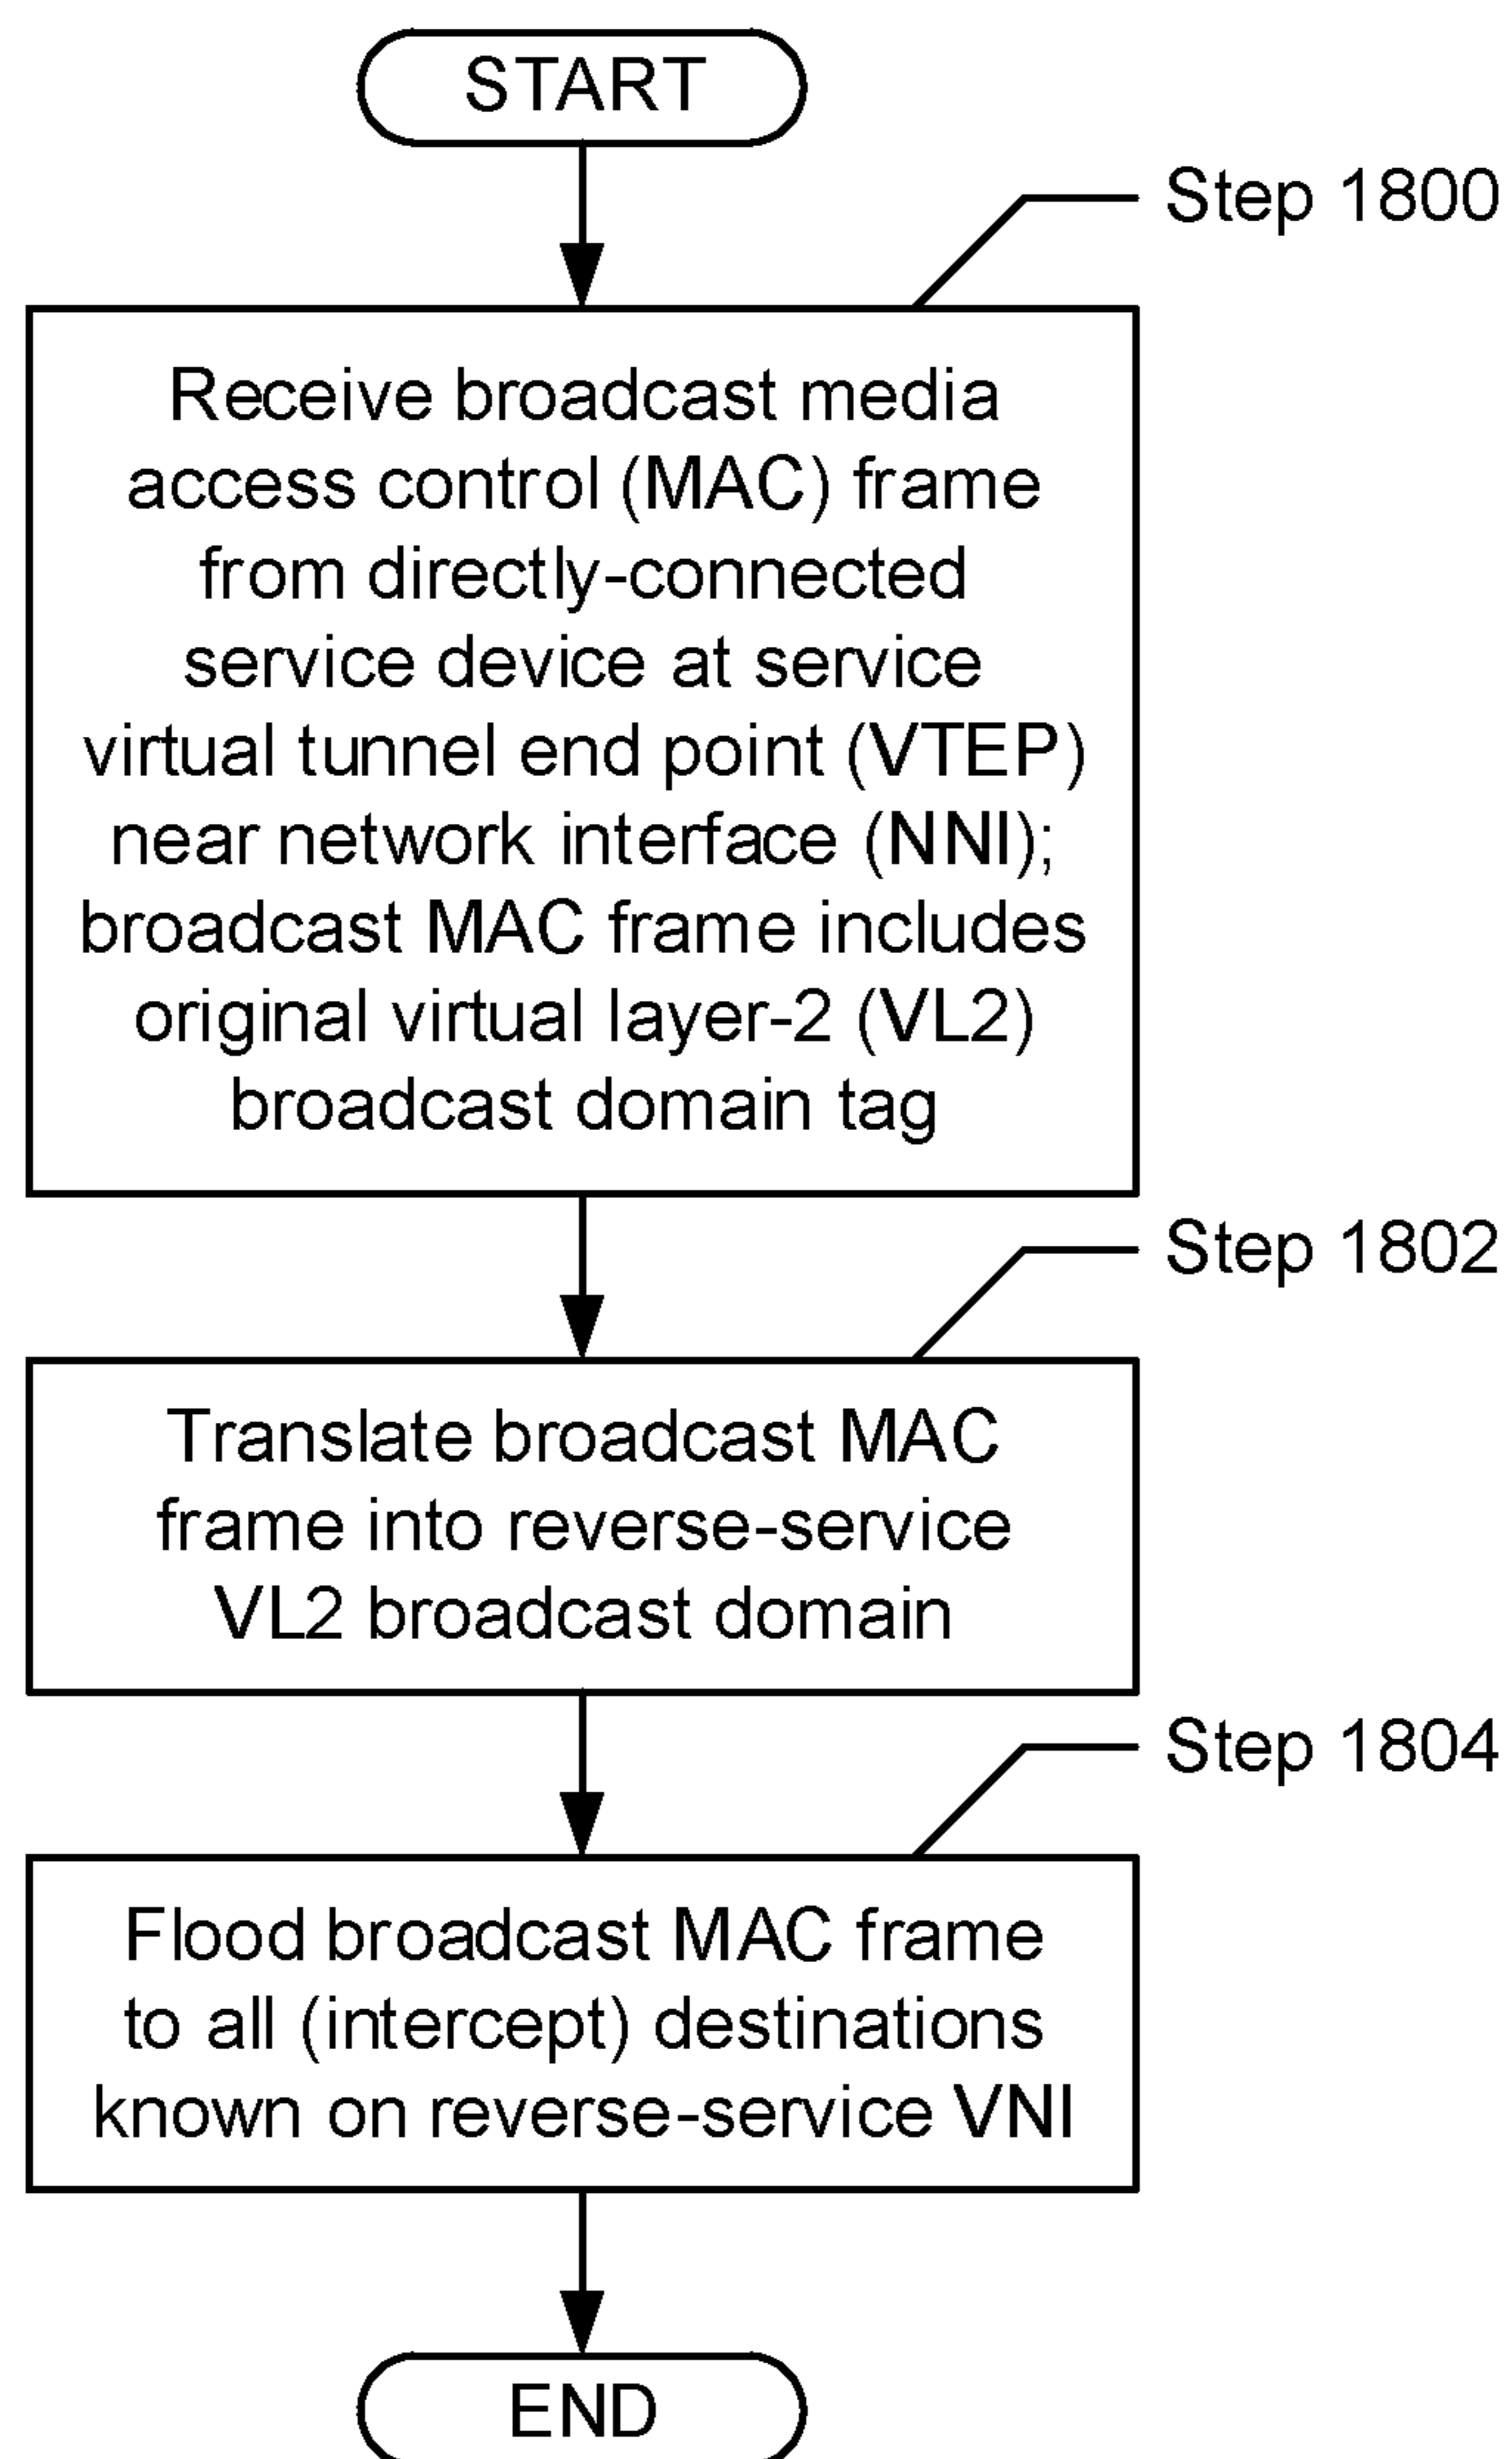 START
Step 1800
Receive broadcast media
access control (MAC) frame
from directly-connected
service device at service
virtual tunnel end point (VTEP)
near network interface (NNI);
broadcast MAC frame includes
original virtual layer-2 (VL2)
broadcast domain tag
Step 1802
Translate broadcast MAC
frame into reverse-service
VL2 broadcast domain
Step 1804
Flood broadcast MAC frame
to all (intercept) destinations
known on reverse-service VNI
END